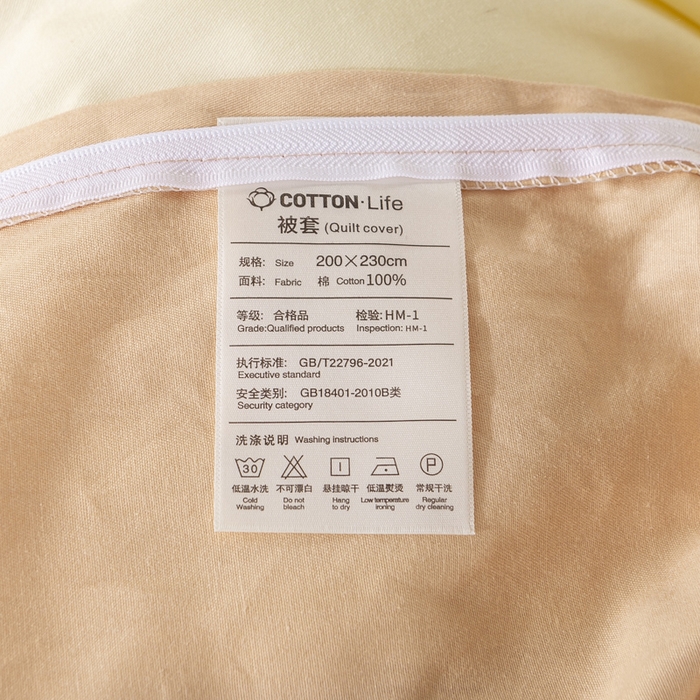 COTTON·Life
被套 (Quilt cover)
规格: Size 200×230cm
面料: Fabric 棉 Cotton100%
等级: 合格品 检验: HM-1
Grade:Qualified products Inspection: HM-1
执行标准: GB/T22796-2021
Executive standard
安全类别: GB18401-2010B类
Security category
洗涤说明 Washing instructions
30 P
低温水洗 不可漂白 悬挂晾干 低温熨烫 常规干洗
Cold Do not Hang Low temperature Regular
Washing bleach to dry ironing dry cleaning